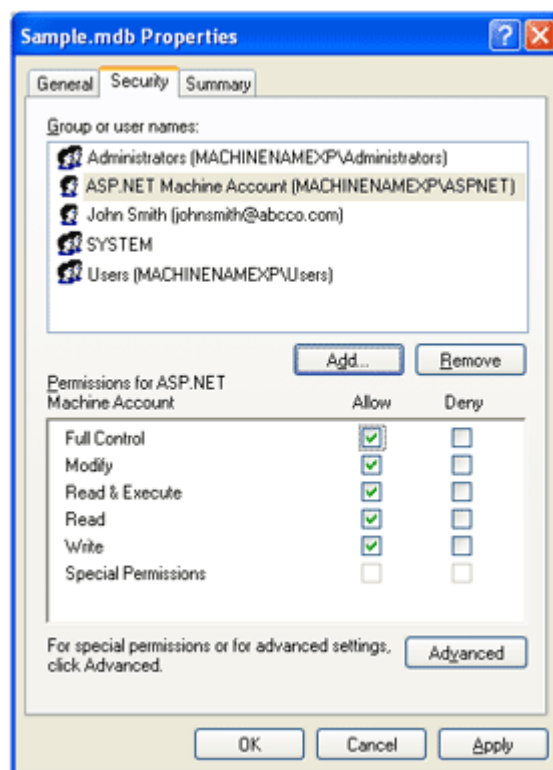 Sample.mdb Properties
General Security Summary
Group or user names:
Administrators (MACHINENAMEXP\Administrators)
ASP.NET Machine Account (MACHINENAMEXP\ASPNET)
John Smith (johnsmith@abcco.com)
SYSTEM
Users (MACHINENAMEXP\Users)
Add... Remove
Permissions for ASP.NET
Machine Account Allow Deny
Full Control
Modify
Read & Execute
Read
Write
Special Permissions
For special permissions or for advanced settings,
click Advanced. Advanced
OK Cancel Apply